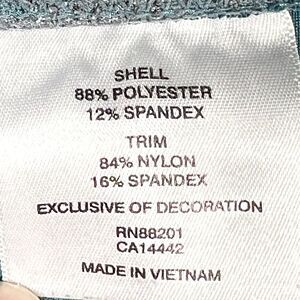 SHELL
88% POLYESTER
12% SPANDEX
TRIM
84% NYLON
16% SPANDEX
EXCLUSIVE OF DECORATION
RN88201
CA14442
MADE IN VIETNAM